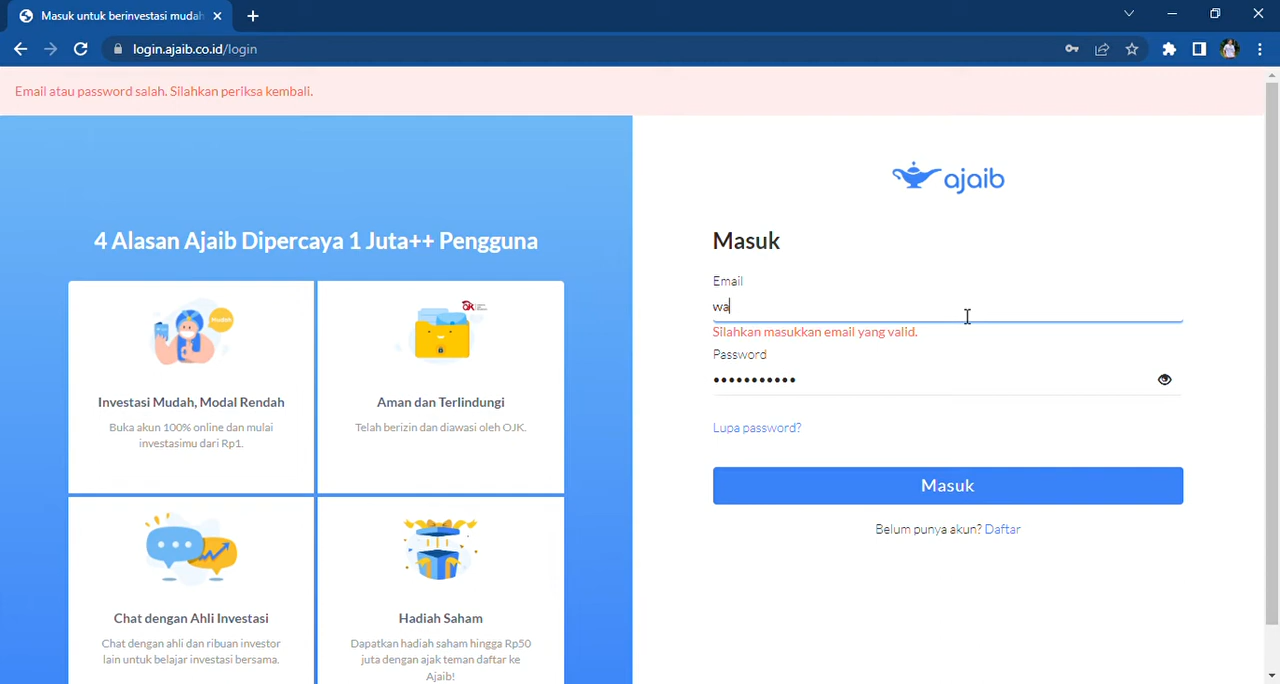 Masuk untuk berinvestasi mudah
login.ajaib.co.id/login
Email atau password salah. Silahkan periksa kembali.
4 Alasan Ajaib Dipercaya 1 Juta++ Pengguna
Mudah
Investasi Mudah, Modal Rendah
Buka akun 100% online dan mulai
investasimu dari Rp1.
Aman dan Terlindungi
Telah berizin dan diawasi oleh OJK.
Chat dengan Ahli Investasi
Chat dengan ahli dan ribuan investor
lain untuk belajar investasi bersama.
Hadiah Saham
Dapatkan hadiah saham hingga Rp50
juta dengan ajak teman daftar ke
Ajaib!
ajaib
Masuk
Email
wa
Silahkan masukkan email yang valid.
Password
•••••••••••
Lupa password?
Masuk
Belum punya akun? Daftar